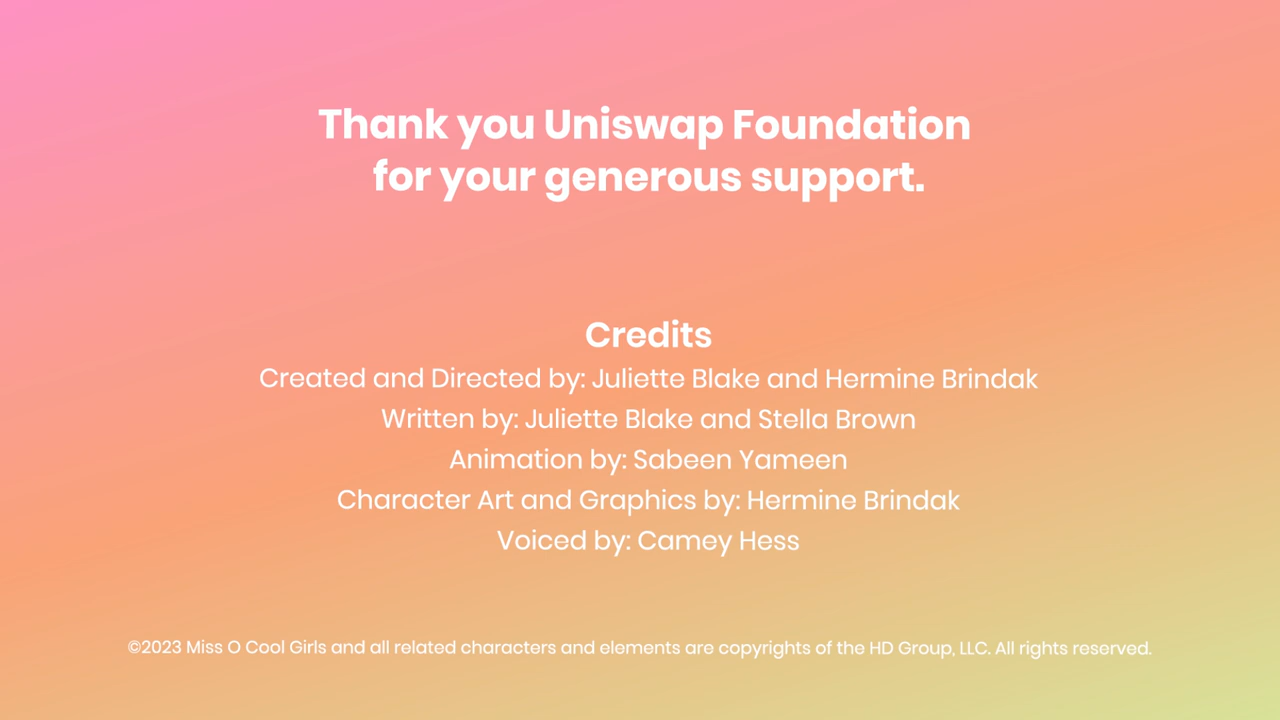 Thank you Uniswap Foundation
for your generous support.
Credits
Created and Directed by: Juliette Blake and Hermine Brindak
Written by: Juliette Blake and Stella Brown
Animation by: Sabeen Yameen
Character Art and Graphics by: Hermine Brindak
Voiced by: Camey Hess
©2023 Miss O Cool Girls and all related characters and elements are copyrights of the HD Group, LLC. All rights reserved.